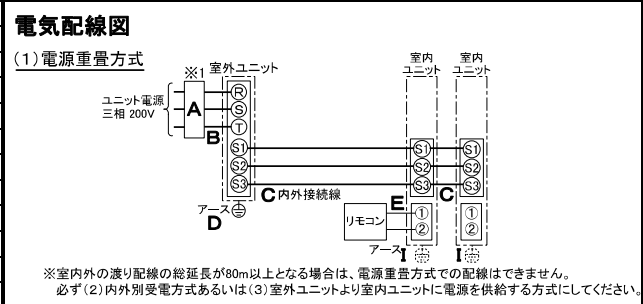 電気配線図
(1)電源重畳方式
※1
室外ユニット
室内
ユニット
室内
ユニット
ユニット電源
三相 200V
A
B
R
S
T
S1
S2
S3
S1
S2
S3
S1
S2
S3
C 内外接続線
C
アース
D
E
リモコン
①
②
①
②
アース
I
I
※室内外の渡り配線の総延長が80m以上となる場合は、電源重畳方式での配線はできません。
必ず(2)内外別受電方式あるいは(3)室外ユニットより室内ユニットに電源を供給する方式にしてください。